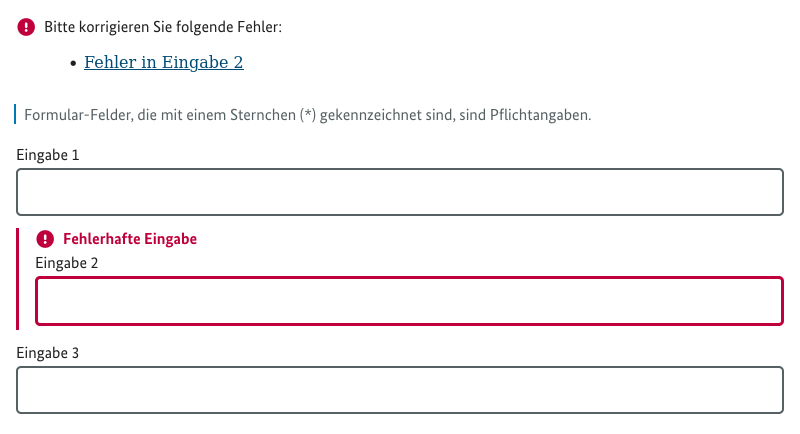 Bitte korrigieren Sie folgende Fehler:
• Fehler in Eingabe 2
Formular-Felder, die mit einem Sternchen (*) gekennzeichnet sind, sind Pflichtangaben.
Eingabe 1
Fehlerhafte Eingabe
Eingabe 2
Eingabe 3